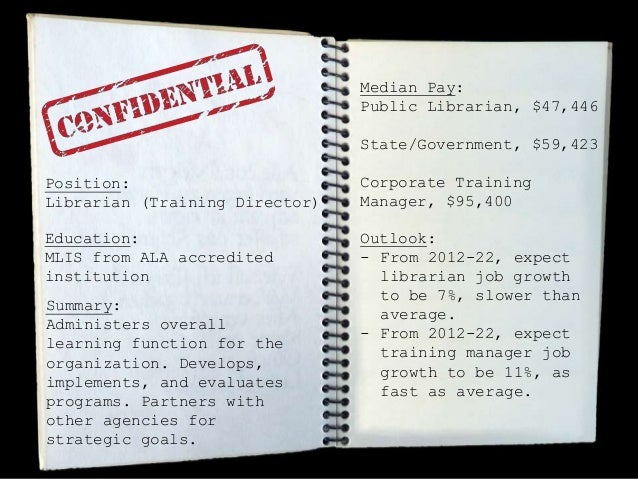 CONFIDENTIAL
Position:
Librarian (Training Director)
Education:
MLIS from ALA accredited
institution
Summary:
Administers overall
learning function for the
organization. Develops,
implements, and evaluates
programs. Partners with
other agencies for
strategic goals.
Median Pay:
Public Librarian, $47,446
State/Government, $59,423
Corporate Training
Manager, $95,400
Outlook:
- From 2012-22, expect
librarian job growth
to be 7%, slower than
average.
- From 2012-22, expect
training manager job
growth to be 11%, as
fast as average.